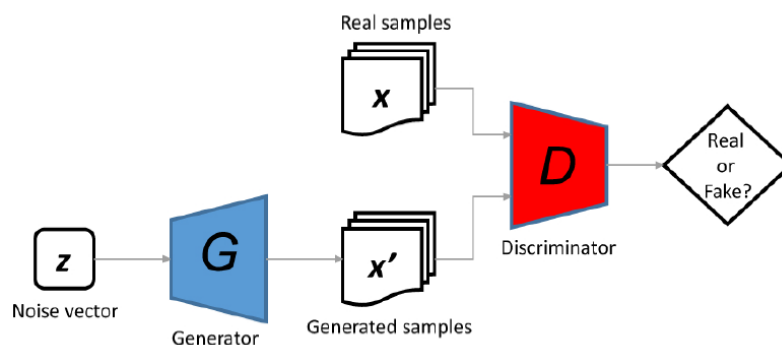 Real samples
x
D
Real
or
Fake?
Discriminator
z
Noise vector
G
Generator
x'
Generated samples